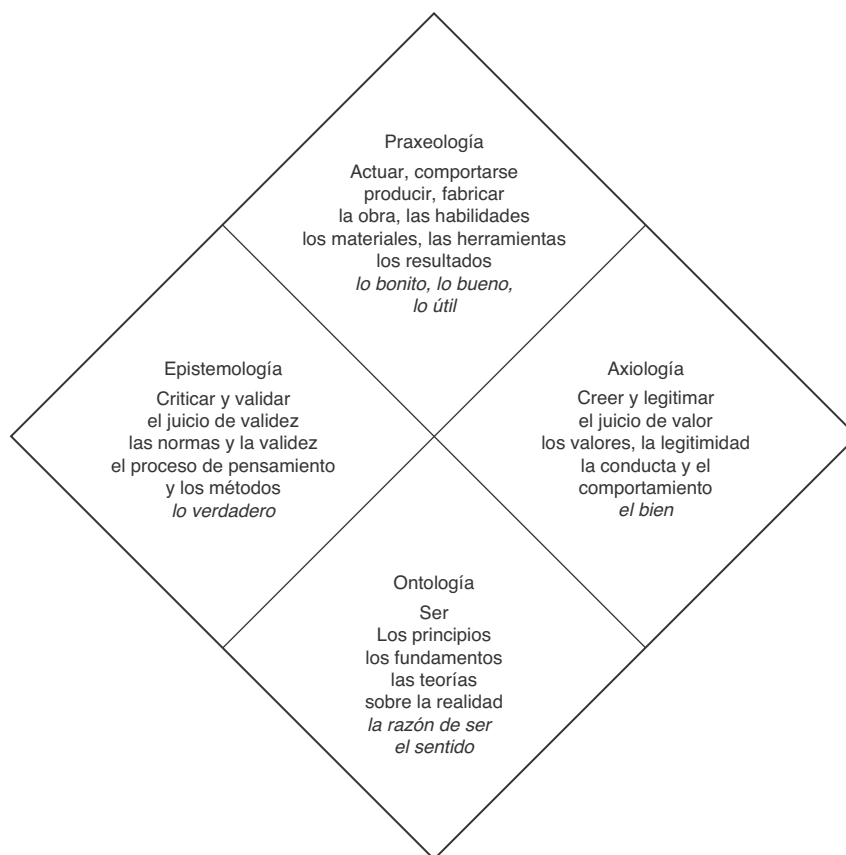 Praxeología
Actuar, comportarse
producir, fabricar
la obra, las habilidades
los materiales, las herramientas
los resultados
lo bonito, lo bueno,
lo útil
Epistemología
Criticar y validar
el juicio de validez
las normas y la validez
el proceso de pensamiento
y los métodos
lo verdadero
Axiología
Creer y legitimar
el juicio de valor
los valores, la legitimidad
la conducta y el
comportamiento
el bien
Ontología
Ser
Los principios
los fundamentos
las teorías
sobre la realidad
la razón de ser
el sentido